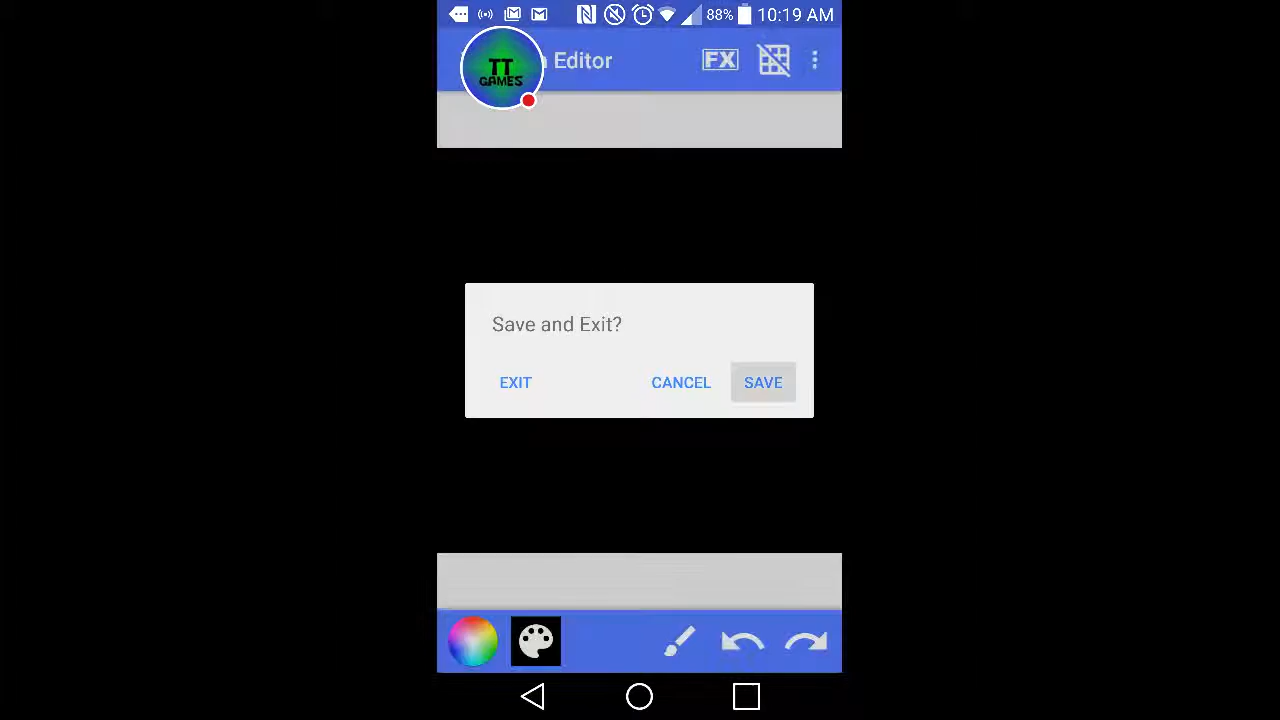 88% 10:19 AM
TT
GAMES
Editor
FX
Save and Exit?
EXIT
CANCEL
SAVE